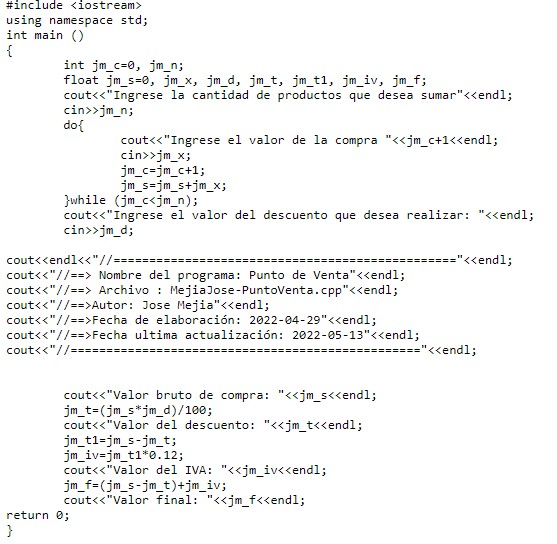 #include <iostream>
using namespace std;
int main ()
{
int jm_c=0, jm_n;
float jm_s=0, jm_x, jm_d, jm_t, jm_t1, jm_iv, jm_f;
cout<<"Ingrese la cantidad de productos que desea sumar"<<endl;
cin>>jm_n;
do{
cout<<"Ingrese el valor de la compra "<<jm_c+1<<endl;
cin>>jm_x;
jm_c=jm_c+1;
jm_s=jm_s+jm_x;
}while (jm_c<jm_n);
cout<<"Ingrese el valor del descuento que desea realizar: "<<endl;
cin>>jm_d;
cout<<endl<<"//================================================"<<endl;
cout<<"//==> Nombre del programa: Punto de Venta"<<endl;
cout<<"//==> Archivo : MejiaJose-PuntoVenta.cpp"<<endl;
cout<<"//==>Autor: Jose Mejia"<<endl;
cout<<"//==>Fecha de elaboración: 2022-04-29"<<endl;
cout<<"//==>Fecha ultima actualización: 2022-05-13"<<endl;
cout<<"//================================================="<<endl;
cout<<"Valor bruto de compra: "<<jm_s<<endl;
jm_t=(jm_s*jm_d)/100;
cout<<"Valor del descuento: "<<jm_t<<endl;
jm_t1=jm_s-jm_t;
jm_iv=jm_t1*0.12;
cout<<"Valor del IVA: "<<jm_iv<<endl;
jm_f=(jm_s-jm_t)+jm_iv;
cout<<"Valor final: "<<jm_f<<endl;
return 0;
}